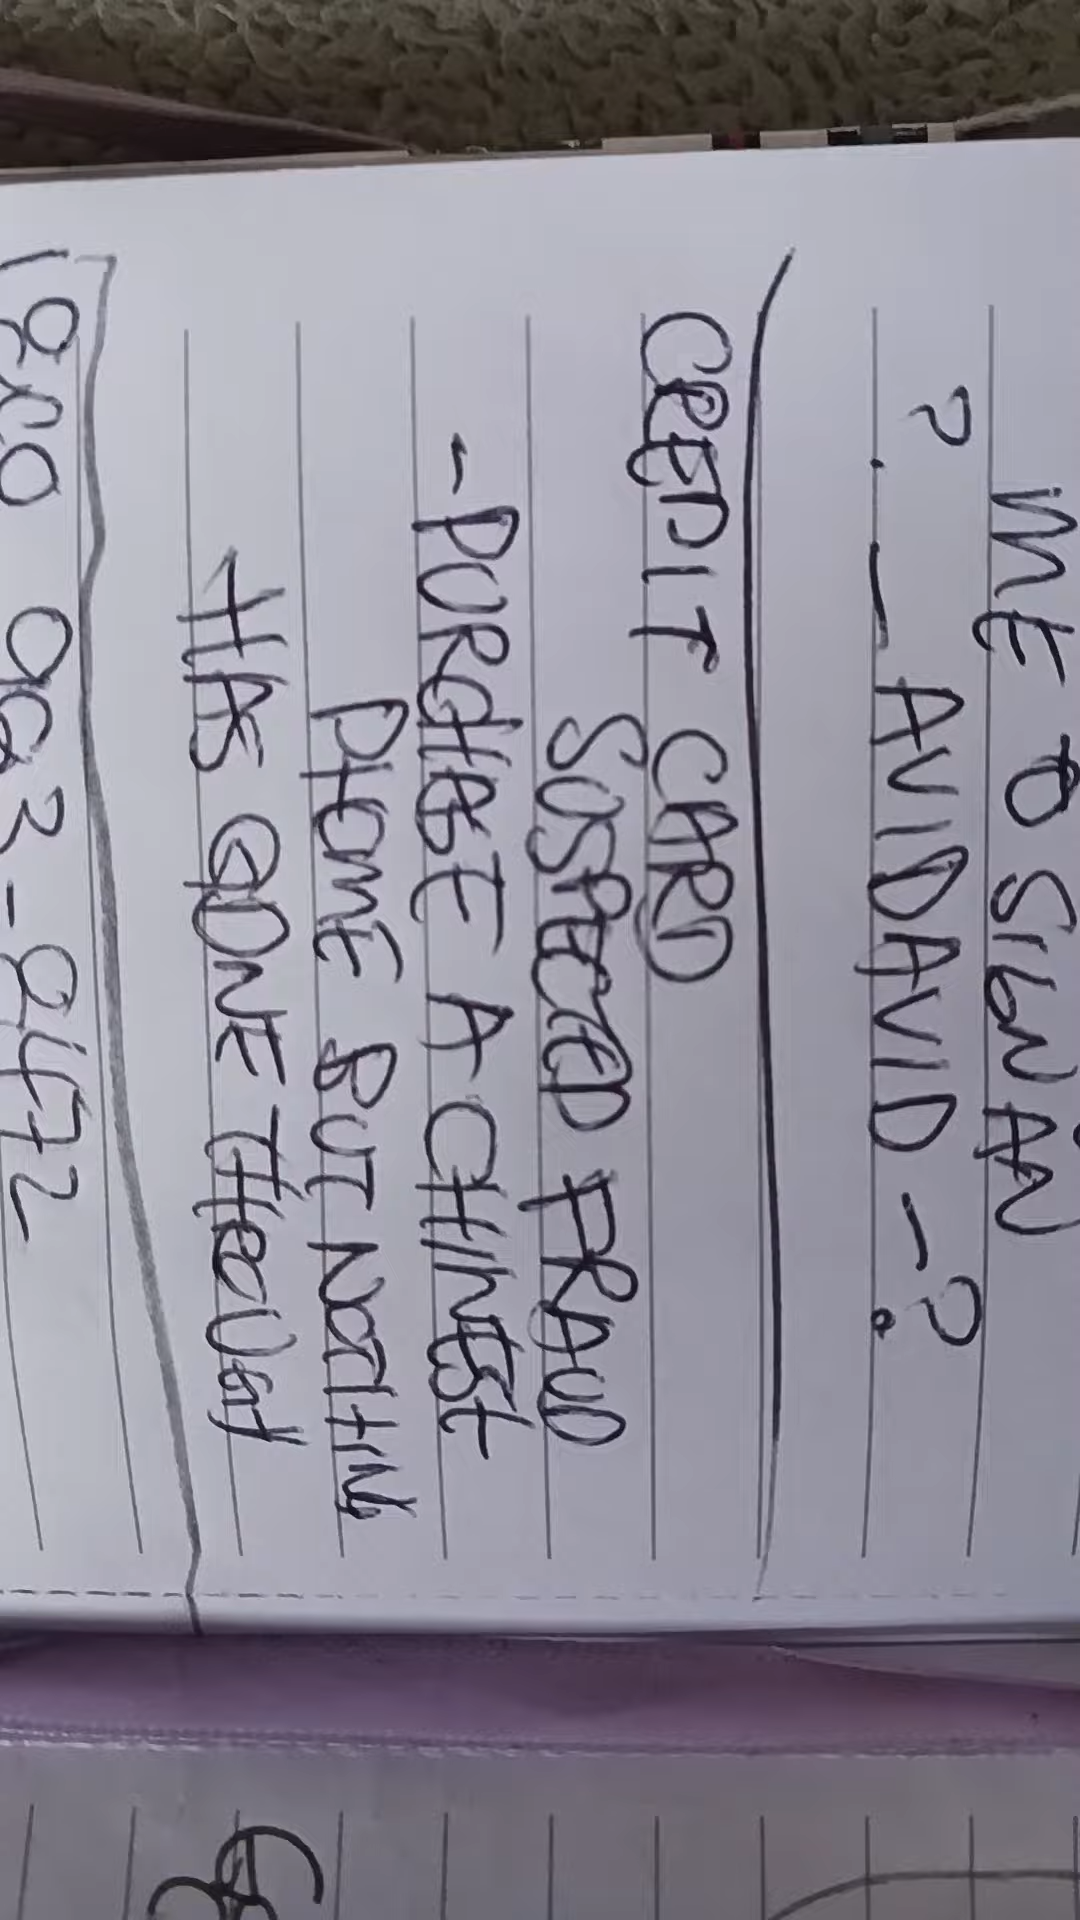 ME TO SIGN AN
? - AVIDAVID - ?
CREDIT CARD
SUSPECTED FRAUD
- PURCHASE A CHINESE
PHONE BUT NOTHING
HAS GONE THROUGH
1800 963-8472